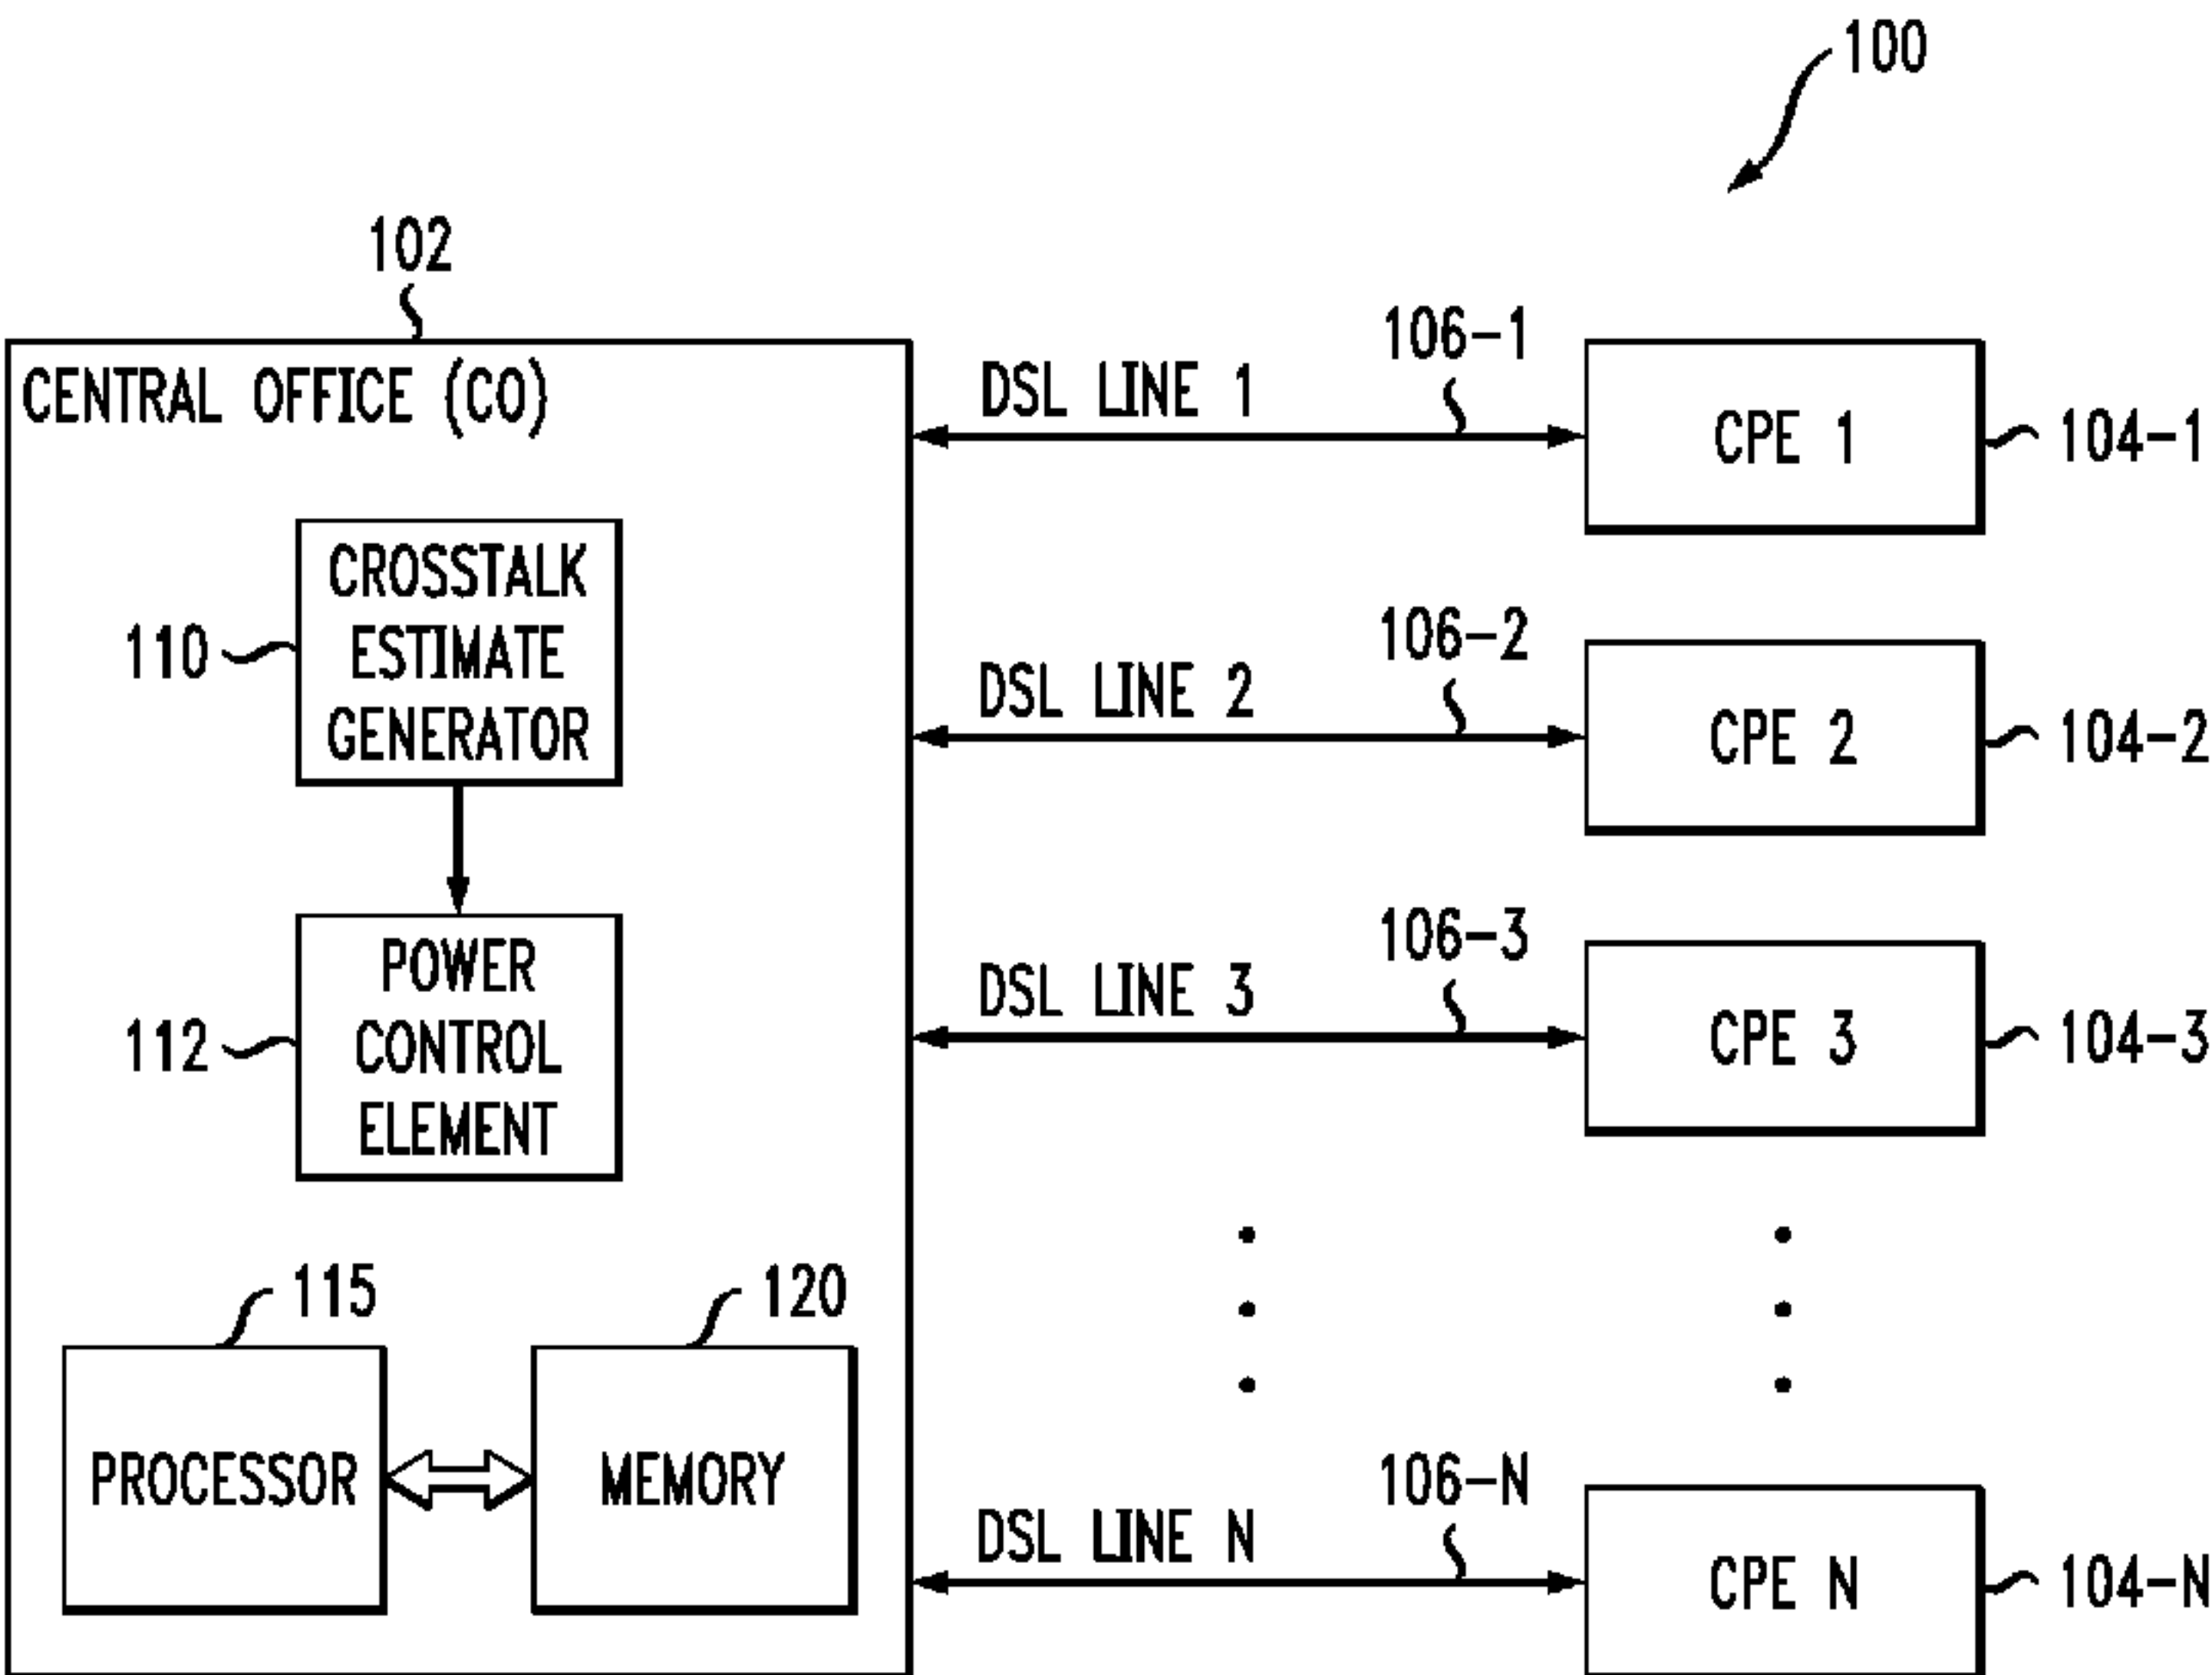 100
102
CENTRAL OFFICE (CO)
CROSSTALK
ESTIMATE
GENERATOR
110
POWER
CONTROL
ELEMENT
112
115
PROCESSOR
120
MEMORY
DSL LINE 1
106-1
CPE 1
104-1
DSL LINE 2
106-2
CPE 2
104-2
DSL LINE 3
106-3
CPE 3
104-3
DSL LINE N
106-N
CPE N
104-N